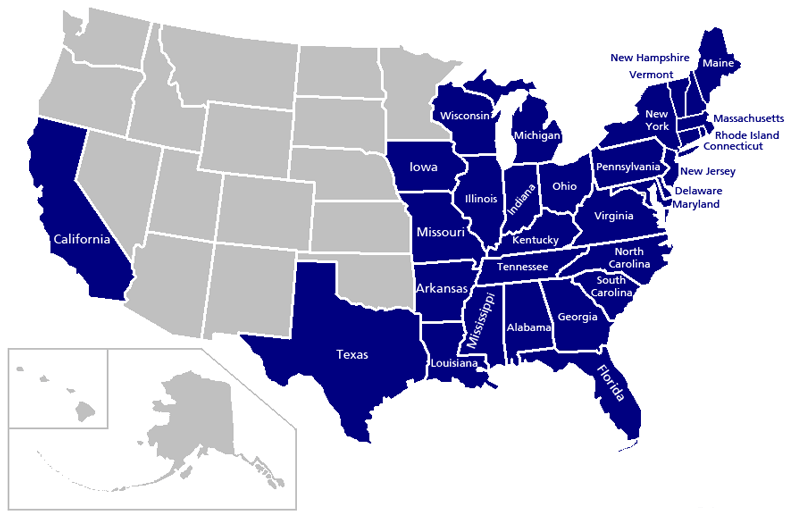 New Hampshire
Vermont
Maine
Wisconsin
Michigan
New
York
Massachusetts
Rhode Island
Connecticut
Iowa
Illinois
Indiana
Ohio
Pennsylvania
New Jersey
Delaware
Maryland
California
Missouri
Kentucky
Virginia
Arkansas
Tennessee
North
Carolina
South
Carolina
Mississippi
Alabama
Georgia
Texas
Louisiana
Florida